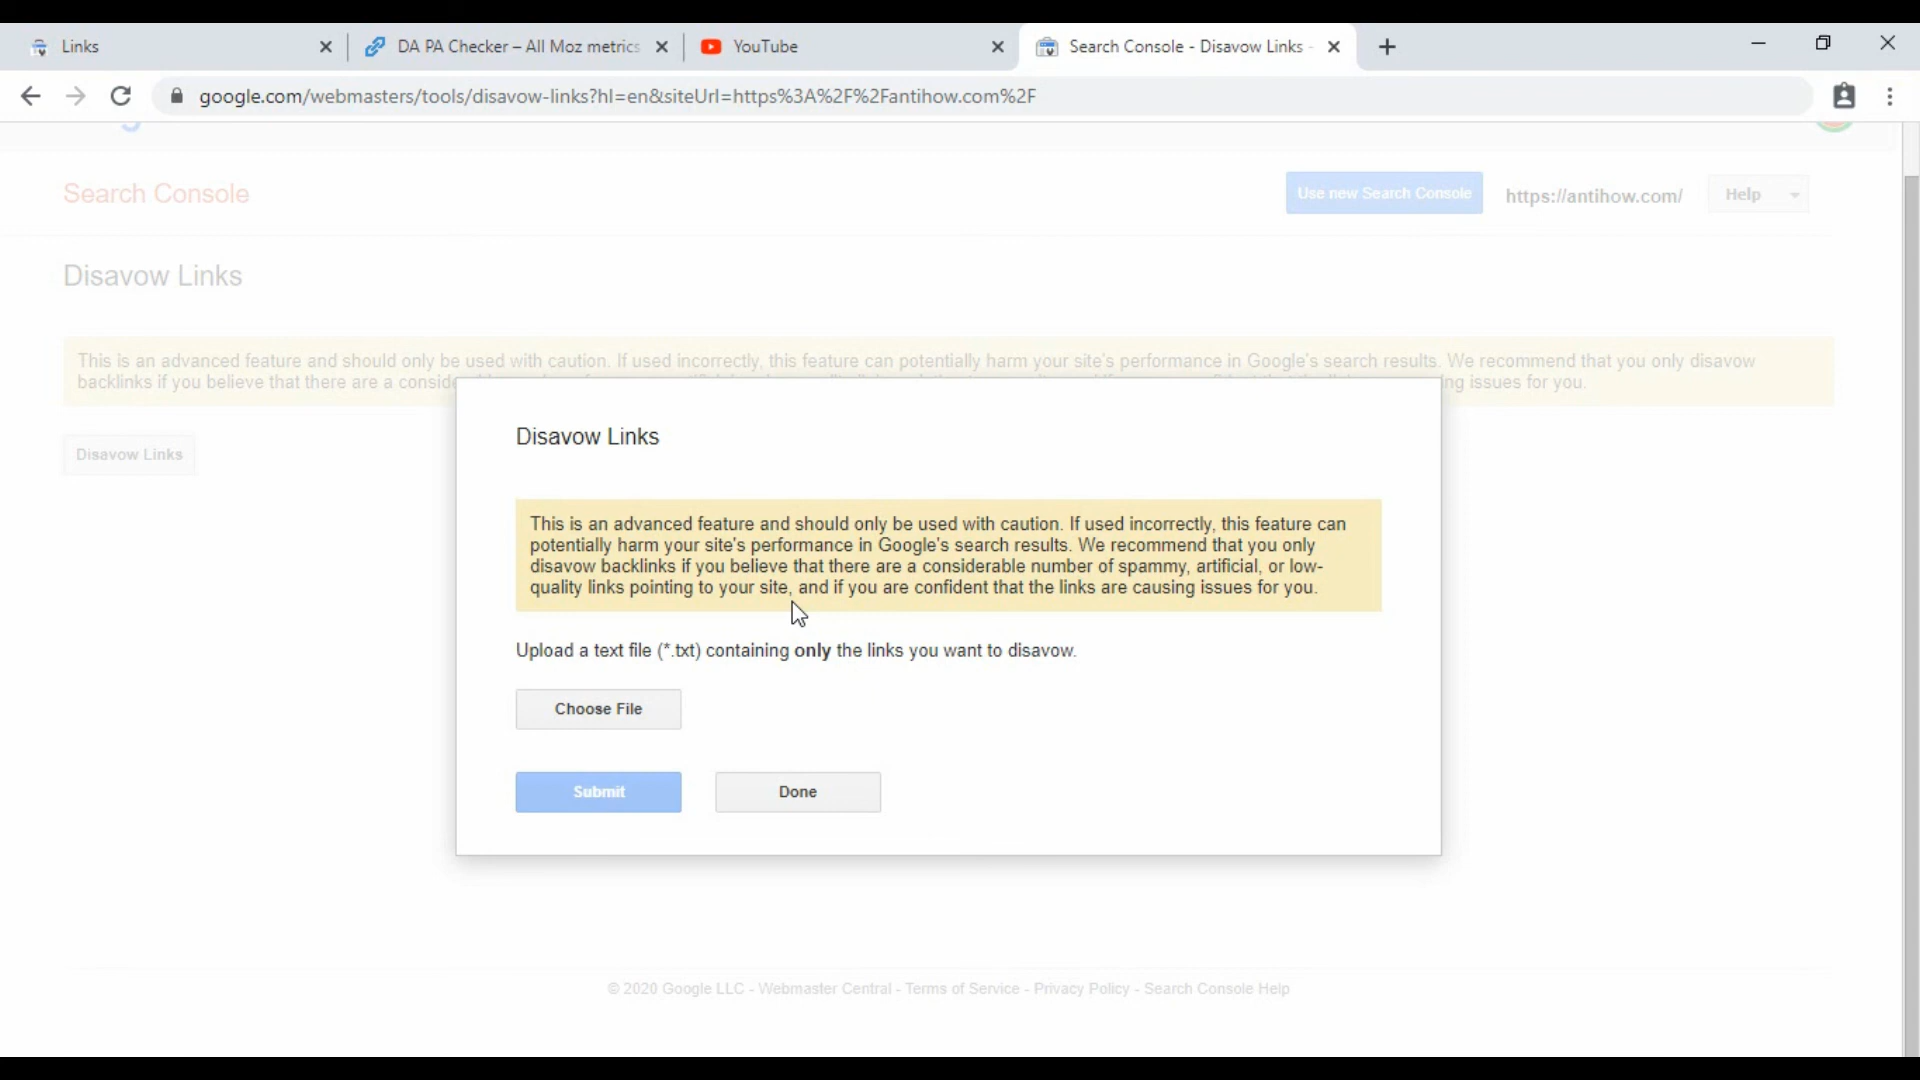 Links
DA PA Checker – All Moz metrics
YouTube
Search Console - Disavow Links -
google.com/webmasters/tools/disavow-links?hl=en&siteUrl=https%3A%2F%2Fantihow.com%2F
Search Console
Use new Search Console
https://antihow.com/
Help
Disavow Links
This is an advanced feature and should only be used with caution. If used incorrectly, this feature can potentially harm your site's performance in Google's search results. We recommend that you only disavow
backlinks if you believe that there are a conside
ing issues for you.
Disavow Links
Disavow Links
This is an advanced feature and should only be used with caution. If used incorrectly, this feature can
potentially harm your site's performance in Google's search results. We recommend that you only
disavow backlinks if you believe that there are a considerable number of spammy, artificial, or low-
quality links pointing to your site, and if you are confident that the links are causing issues for you.
Upload a text file (*.txt) containing only the links you want to disavow.
Choose File
Submit
Done
© 2020 Google LLC - Webmaster Central - Terms of Service - Privacy Policy - Search Console Help